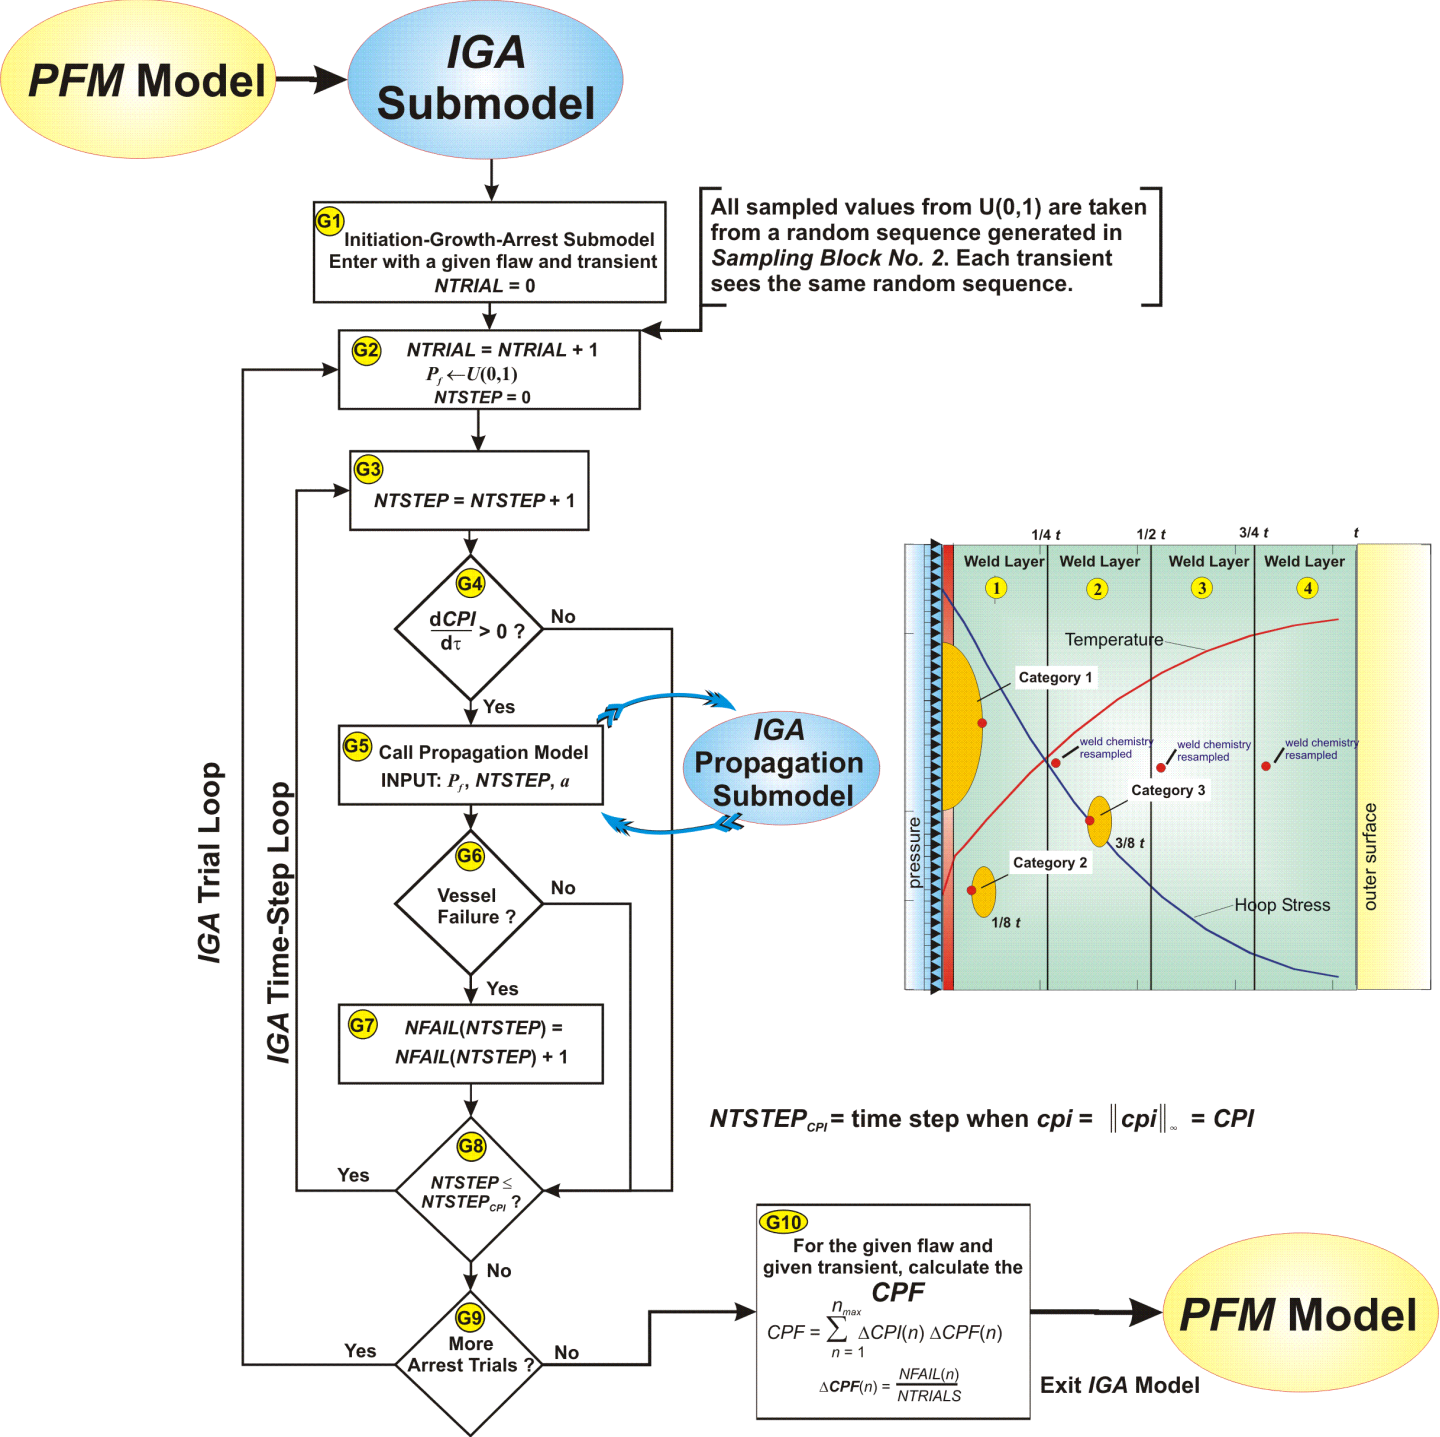 PFM Model
IGA
Submodel
G1
Initiation-Growth-Arrest Submodel
Enter with a given flaw and transient
NTRIAL = 0
All sampled values from U(0,1) are taken
from a random sequence generated in
Sampling Block No. 2. Each transient
sees the same random sequence.
G2
NTRIAL = NTRIAL + 1
Pf ←U(0,1)
NTSTEP = 0
G3
NTSTEP = NTSTEP + 1
G4
dCPI
dτ
> 0 ?
No
Yes
G5
Call Propagation Model
INPUT: Pf, NTSTEP, a
IGA
Propagation
Submodel
G6
Vessel
Failure ?
No
Yes
G7
NFAIL(NTSTEP) =
NFAIL(NTSTEP) + 1
G8
NTSTEP ≤
NTSTEPCPI ?
Yes
No
G9
More
Arrest Trials ?
Yes
No
IGA Trial Loop
IGA Time-Step Loop
1/4 t
1/2 t
3/4 t
t
Weld Layer
1
Weld Layer
2
Weld Layer
3
Weld Layer
4
Temperature
Category 1
weld chemistry
resampled
weld chemistry
resampled
weld chemistry
resampled
Category 3
3/8 t
Category 2
1/8 t
Hoop Stress
pressure
outer surface
NTSTEPCPI = time step when cpi = ‖cpi‖∞ = CPI
G10
For the given flaw and
given transient, calculate the
CPF
nmax
CPF = ∑ ΔCPI(n) ΔCPF(n)
n = 1
ΔCPF(n) = NFAIL(n)
NTRIALS
PFM Model
Exit IGA Model